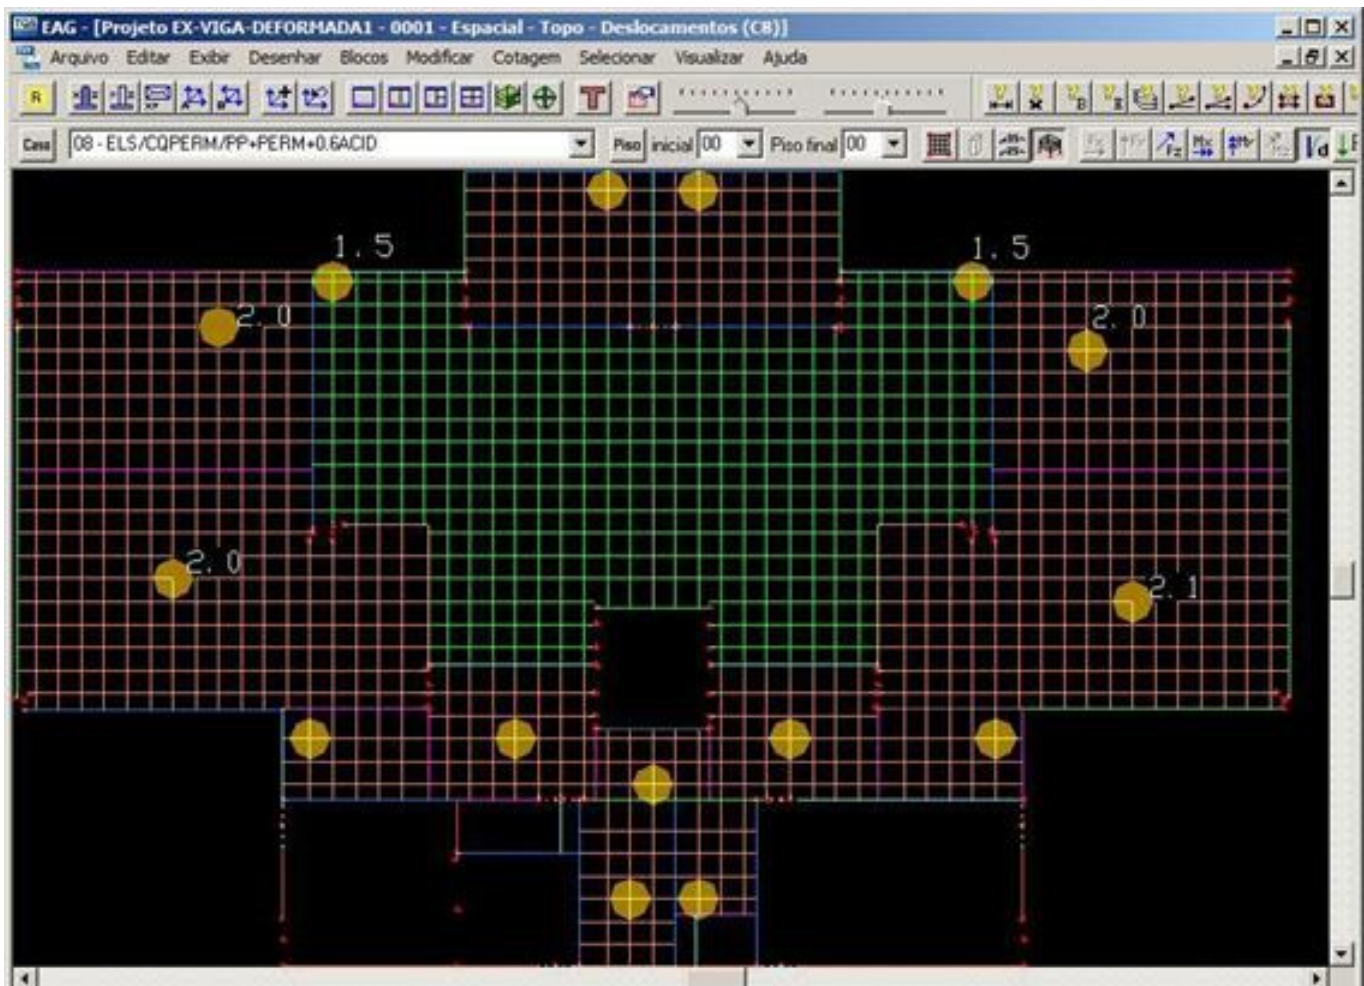 EAG - [Projeto EX-VIGA-DEFORMADA1 - 0001 - Espacial - Topo - Deslocamentos (C8)]
Arquivo Editar Exibir Desenhar Blocos Modificar Cotagem Selecionar Visualizar Ajuda
R
Caso 08 - ELS/CQPERM/PP+PERM+0.6ACID Piso inicial 00 Piso final 00
1.5 1.5
2.0 2.0
2.0 2.1